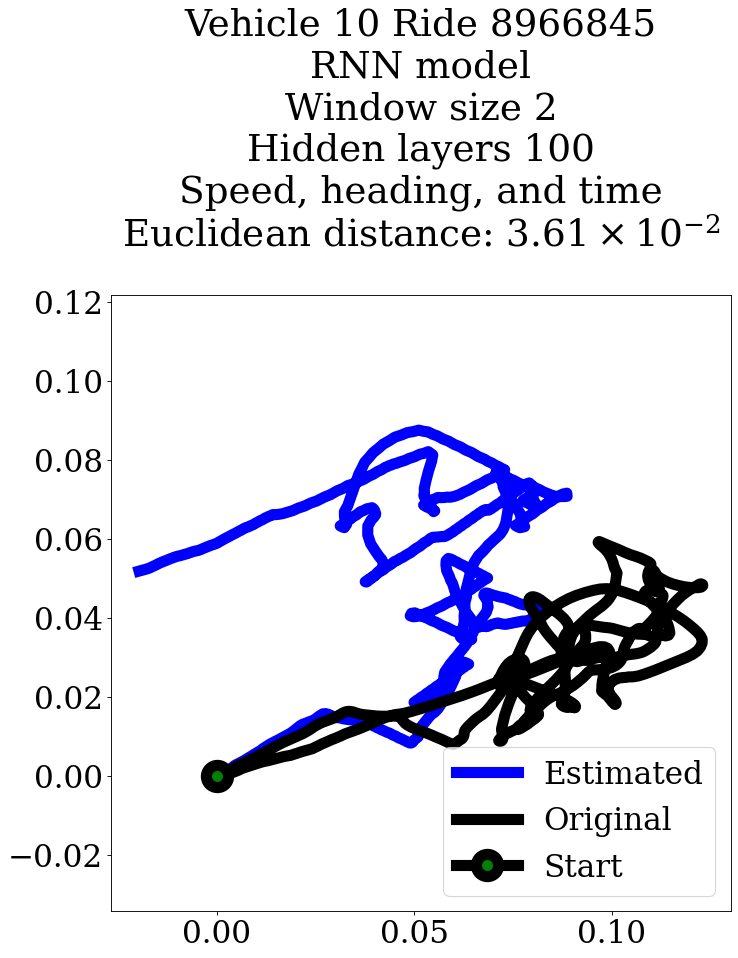 Vehicle 10 Ride 8966845
RNN model
Window size 2
Hidden layers 100
Speed, heading, and time
Euclidean distance: 3.61 × 10⁻²
0.12
0.10
0.08
0.06
0.04
0.02
0.00
−0.02
0.00 0.05 0.10
Estimated
Original
Start